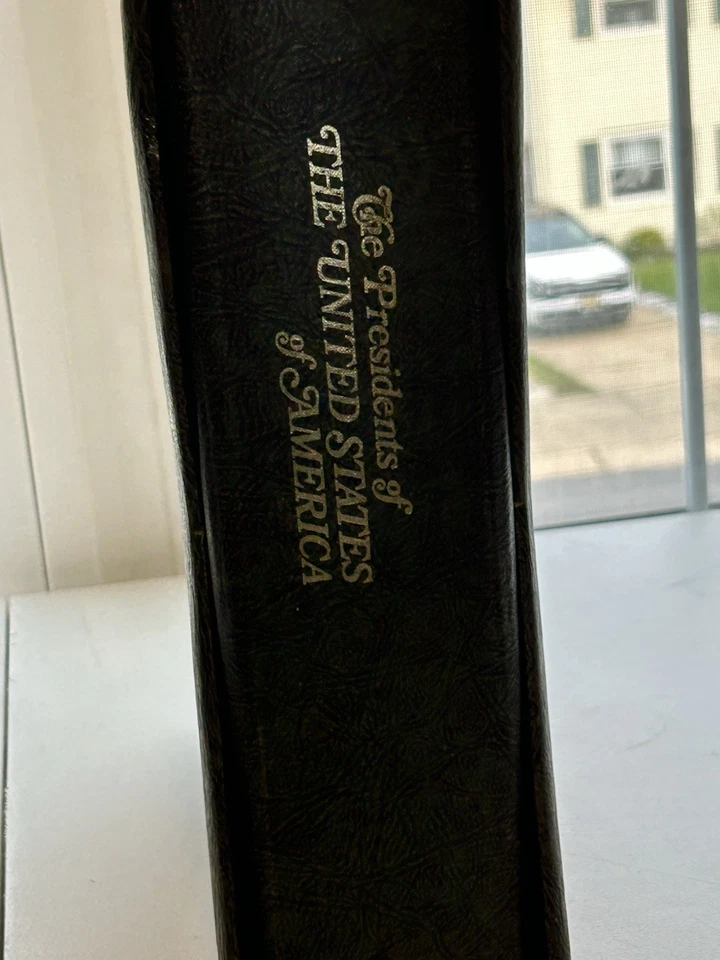 The Presidents of
THE UNITED STATES
of AMERICA